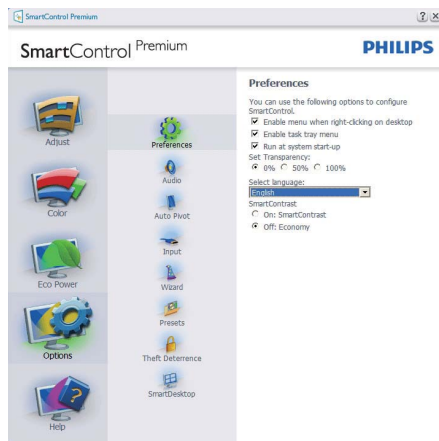 SmartControl Premium
SmartControl Premium
PHILIPS
Adjust
Color
Eco Power
Options
Help
Preferences
Audio
Auto Pivot
Input
Wizard
Presets
Theft Deterrence
SmartDesktop
Preferences
You can use the following options to configure
SmartControl.
Enable menu when right-clicking on desktop
Enable task tray menu
Run at system start-up
Set Transparency:
0% 50% 100%
Select language:
English
SmartContrast
On: SmartContrast
Off: Economy